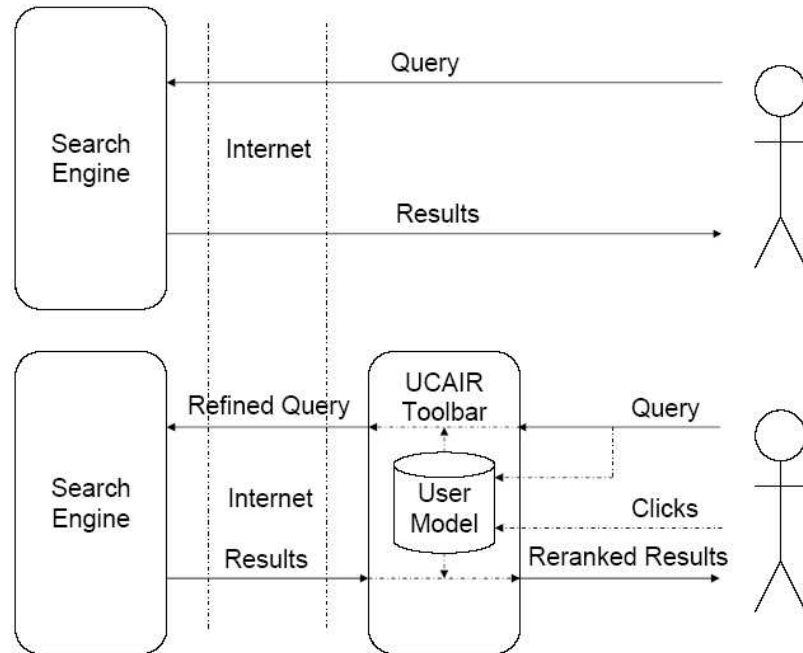 Query
Search
Engine
Internet
Results
UCAIR
Toolbar
Refined Query
Query
Search
Engine
Internet
User
Model
Clicks
Results
Reranked Results